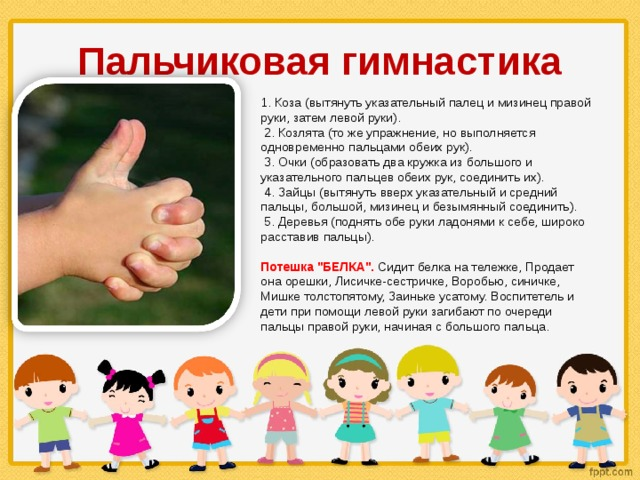 Пальчиковая гимнастика
1. Коза (вытянуть указательный палец и мизинец правой
руки, затем левой руки).
2. Козлята (то же упражнение, но выполняется
одновременно пальцами обеих рук).
3. Очки (образовать два кружка из большого и
указательного пальцев обеих рук, соединить их).
4. Зайцы (вытянуть вверх указательный и средний
пальцы, большой, мизинец и безымянный соединить).
5. Деревья (поднять обе руки ладонями к себе, широко
расставив пальцы).
Потешка "БЕЛКА". Сидит белка на тележке, Продает
она орешки, Лисичке-сестричке, Воробью, синичке,
Мишке толстопятому, Заиньке усатому. Воспитетель и
дети при помощи левой руки загибают по очереди
пальцы правой руки, начиная с большого пальца.
fppt.com